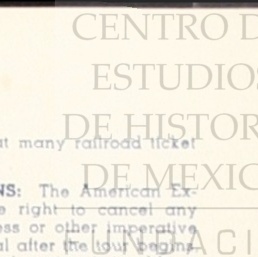 CENTRO D
ESTUDIOS
DE HISTOR
DE MEXIC
FUNDACI
at many railroad ticket
NS: The American Ex-
e right to cancel any
ess or other imperative
al after the tour begins.